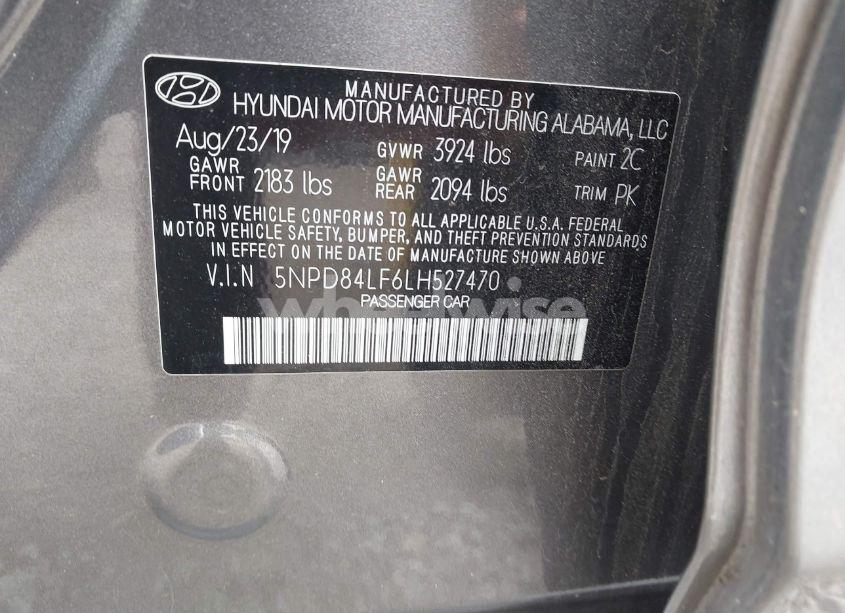 MANUFACTURED BY
HYUNDAI MOTOR MANUFACTURING ALABAMA, LLC
Aug/23/19 GVWR 3924 lbs PAINT 2C
GAWR FRONT 2183 lbs GAWR REAR 2094 lbs TRIM PK
THIS VEHICLE CONFORMS TO ALL APPLICABLE U.S.A. FEDERAL
MOTOR VEHICLE SAFETY, BUMPER, AND THEFT PREVENTION STANDARDS
IN EFFECT ON THE DATE OF MANUFACTURE SHOWN ABOVE
V.I.N 5NPD84LF6LH527470
PASSENGER CAR
wheelwise